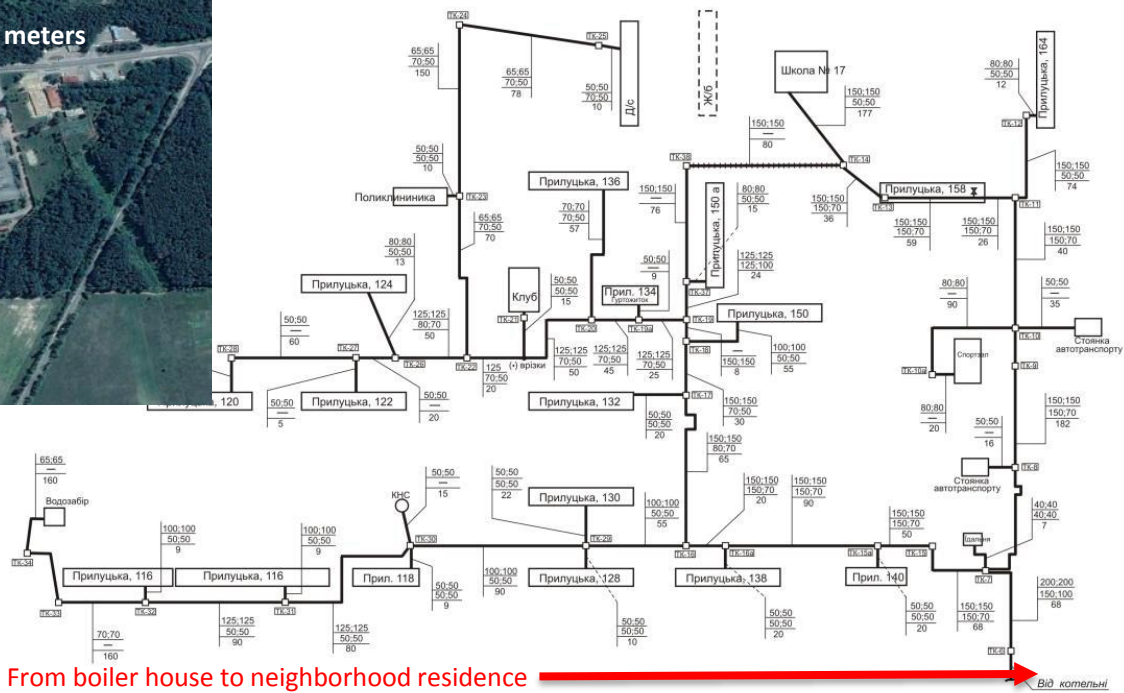 meters
ТК-24
65;65
70;50
150
65;65
70;50
78
ТК-25
50;50
70;50
10
Д/с
Ж/б
Школа № 17
150;150
50;50
177
80;80
50;50
12
Прилуцька, 164
ТК-12
150;150
—
80
ТК-38
ТК-14
150;150
50;50
74
50;50
50;50
10
Поликлининика
ТК-23
Прилуцька, 136
150;150
—
76
Прилуцька, 150 а
80;80
50;50
15
150;150
150;70
36
Прилуцька, 158
ТК-13
ТК-11
150;150
150;70
59
150;150
150;70
26
150;150
150;70
40
65;65
70;50
70
70;70
70;50
57
80;80
50;50
13
Прилуцька, 124
Клуб
50;50
50;50
15
50;50
—
9
Прил. 134
Гуртожиток
125;125
125;100
24
ТК-37
80;80
—
90
50;50
—
35
Стоянка
автотранспорту
ТК-10
50;50
—
60
125;125
80;70
50
ТК-21
ТК-20
ТК-19а
ТК-19
Прилуцька, 150
ТК-18
ТК-28
ТК-27
ТК-26
ТК-22
(•) врізки
125
70;50
20
125;125
70;50
50
125;125
70;50
45
125;125
70;50
25
—
150;150
8
100;100
50;50
55
Спортзал
ТК-10а
ТК-9
Прилуцька, 120
50;50
—
5
Прилуцька, 122
50;50
—
20
Прилуцька, 132
50;50
50;50
20
ТК-17
150;150
70;50
30
80;80
—
20
50;50
—
16
150;150
150;70
182
150;150
80;70
65
Стоянка
автотранспорту
ТК-8
65;65
—
160
Водозабір
КНС
50;50
—
15
50;50
50;50
22
Прилуцька, 130
100;100
50;50
55
150;150
150;70
20
150;150
150;70
90
150;150
150;70
50
40;40
40;40
7
Їдальня
100;100
50;50
9
100;100
50;50
9
ТК-30
ТК-29
ТК-16
ТК-16а
ТК-15а
ТК-15
ТК-7
ТК-34
Прилуцька, 116
Прилуцька, 116
Прил. 118
Прилуцька, 128
Прилуцька, 138
Прил. 140
ТК-33
ТК-32
ТК-31
50;50
50;50
9
100;100
50;50
90
200;200
150;100
68
70;70
—
160
125;125
50;50
90
125;125
50;50
80
50;50
50;50
10
50;50
50;50
20
50;50
50;50
20
150;150
150;70
68
ТК-6
From boiler house to neighborhood residence
Від котельні